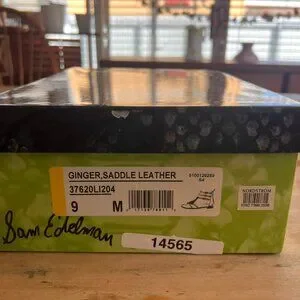 GINGER,SADDLE LEATHER
37620LI204
9 M
NORDSTROM
Sam Edelman
14565